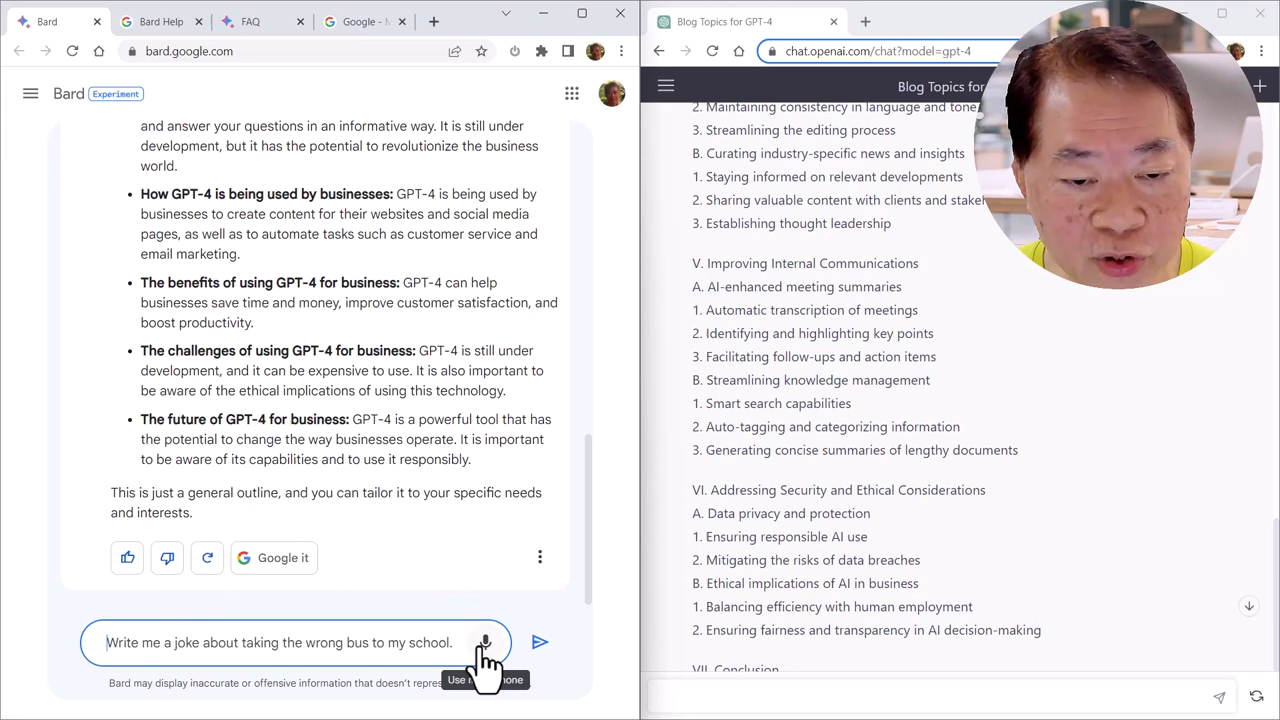 Bard
Bard Help
FAQ
Google - M
Blog Topics for GPT-4
bard.google.com
chat.openai.com/chat?model=gpt-4
Bard Experiment
Blog Topics for
and answer your questions in an informative way. It is still under
development, but it has the potential to revolutionize the business
world.
• How GPT-4 is being used by businesses: GPT-4 is being used by
businesses to create content for their websites and social media
pages, as well as to automate tasks such as customer service and
email marketing.
• The benefits of using GPT-4 for business: GPT-4 can help
businesses save time and money, improve customer satisfaction, and
boost productivity.
• The challenges of using GPT-4 for business: GPT-4 is still under
development, and it can be expensive to use. It is also important to
be aware of the ethical implications of using this technology.
• The future of GPT-4 for business: GPT-4 is a powerful tool that has
the potential to change the way businesses operate. It is important
to be aware of its capabilities and to use it responsibly.
This is just a general outline, and you can tailor it to your specific needs
and interests.
Google it
Write me a joke about taking the wrong bus to my school.
Bard may display inaccurate or offensive information that doesn't repres
2. Maintaining consistency in language and tone
3. Streamlining the editing process
B. Curating industry-specific news and insights
1. Staying informed on relevant developments
2. Sharing valuable content with clients and
3. Establishing thought leadership
V. Improving Internal Communications
A. AI-enhanced meeting summaries
1. Automatic transcription of meetings
2. Identifying and highlighting key points
3. Facilitating follow-ups and action items
B. Streamlining knowledge management
1. Smart search capabilities
2. Auto-tagging and categorizing information
3. Generating concise summaries of lengthy documents
VI. Addressing Security and Ethical Considerations
A. Data privacy and protection
1. Ensuring responsible AI use
2. Mitigating the risks of data breaches
B. Ethical implications of AI in business
1. Balancing efficiency with human employment
2. Ensuring fairness and transparency in AI decision-making
VII. Conclusion